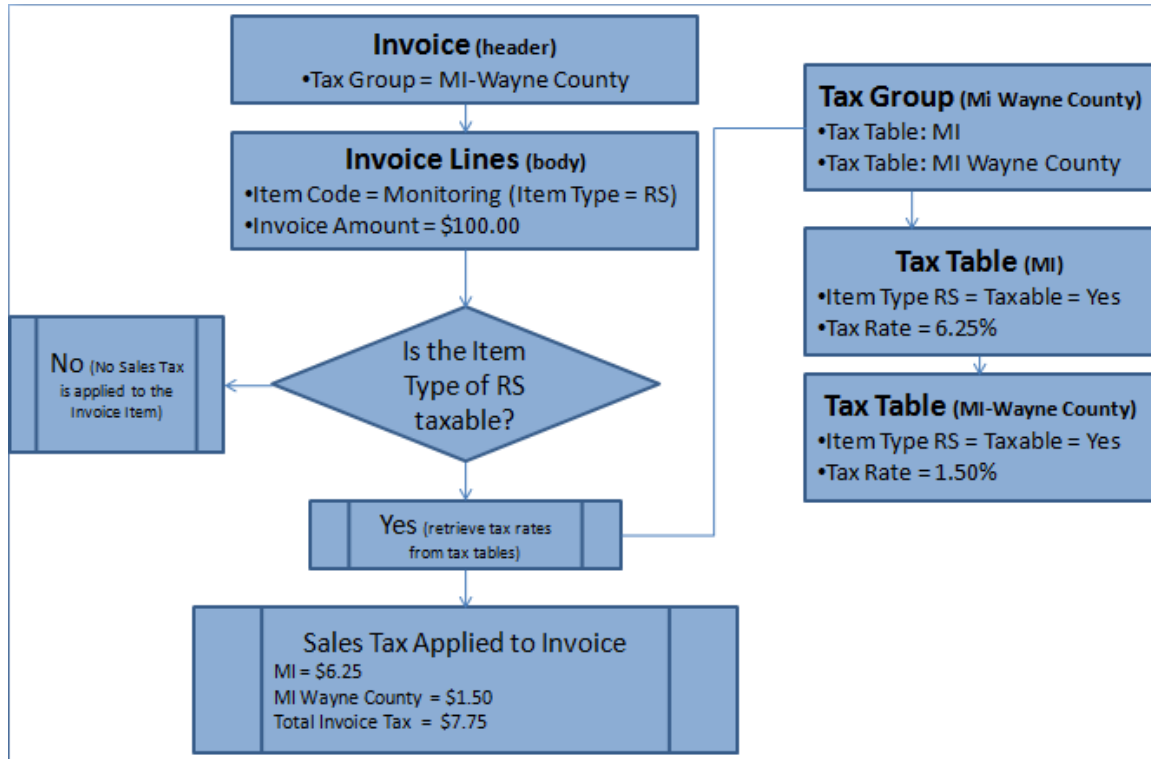 Invoice (header)
•Tax Group = MI-Wayne County
Invoice Lines (body)
•Item Code = Monitoring (Item Type = RS)
•Invoice Amount = $100.00
Is the Item
Type of RS
taxable?
No (No Sales Tax
is applied to the
Invoice Item)
Yes (retrieve tax rates
from tax tables)
Sales Tax Applied to Invoice
MI = $6.25
MI Wayne County = $1.50
Total Invoice Tax = $7.75
Tax Group (Mi Wayne County)
•Tax Table: MI
•Tax Table: MI Wayne County
Tax Table (MI)
•Item Type RS = Taxable = Yes
•Tax Rate = 6.25%
Tax Table (MI-Wayne County)
•Item Type RS = Taxable = Yes
•Tax Rate = 1.50%